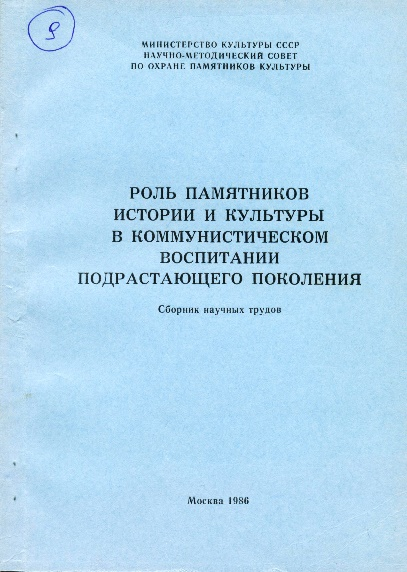 9
МИНИСТЕРСТВО КУЛЬТУРЫ СССР
НАУЧНО-МЕТОДИЧЕСКИЙ СОВЕТ
ПО ОХРАНЕ ПАМЯТНИКОВ КУЛЬТУРЫ
РОЛЬ ПАМЯТНИКОВ
ИСТОРИИ И КУЛЬТУРЫ
В КОММУНИСТИЧЕСКОМ
ВОСПИТАНИИ
ПОДРАСТАЮЩЕГО ПОКОЛЕНИЯ
Сборник научных трудов
Москва 1986